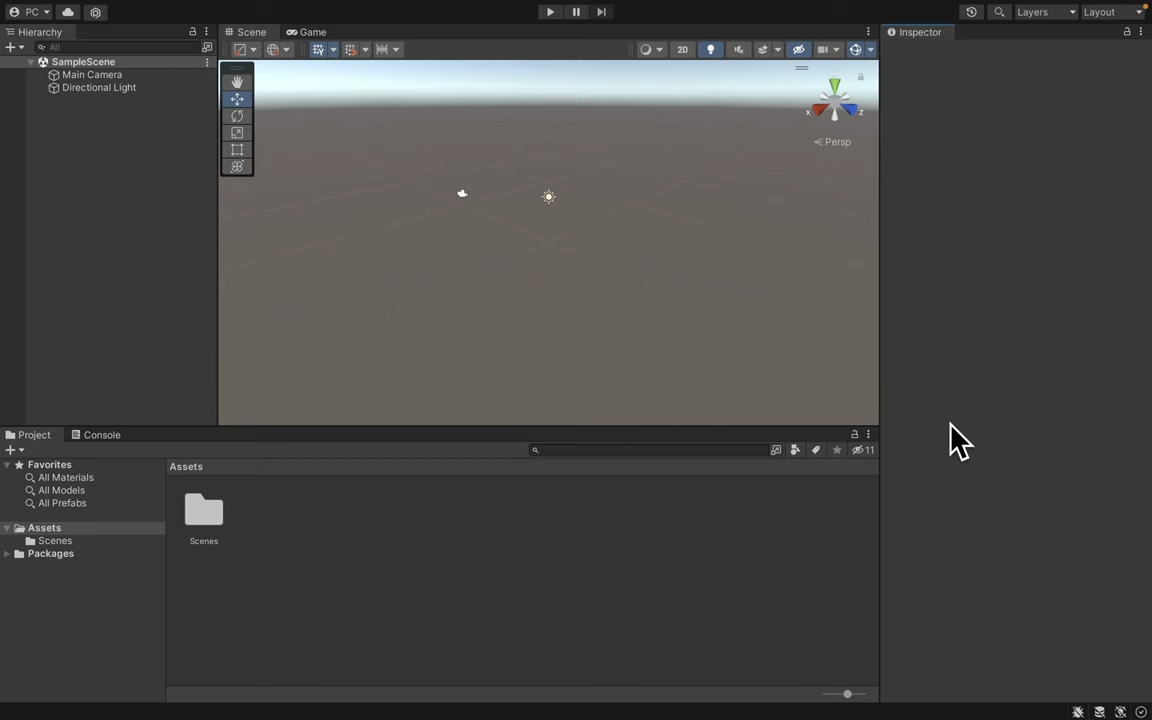 PC
Layers
Layout
Hierarchy
Scene
Game
Inspector
All
2D
SampleScene
Main Camera
Directional Light
x
z
Persp
Project
Console
11
Favorites
All Materials
All Models
All Prefabs
Assets
Scenes
Packages
Assets
Scenes